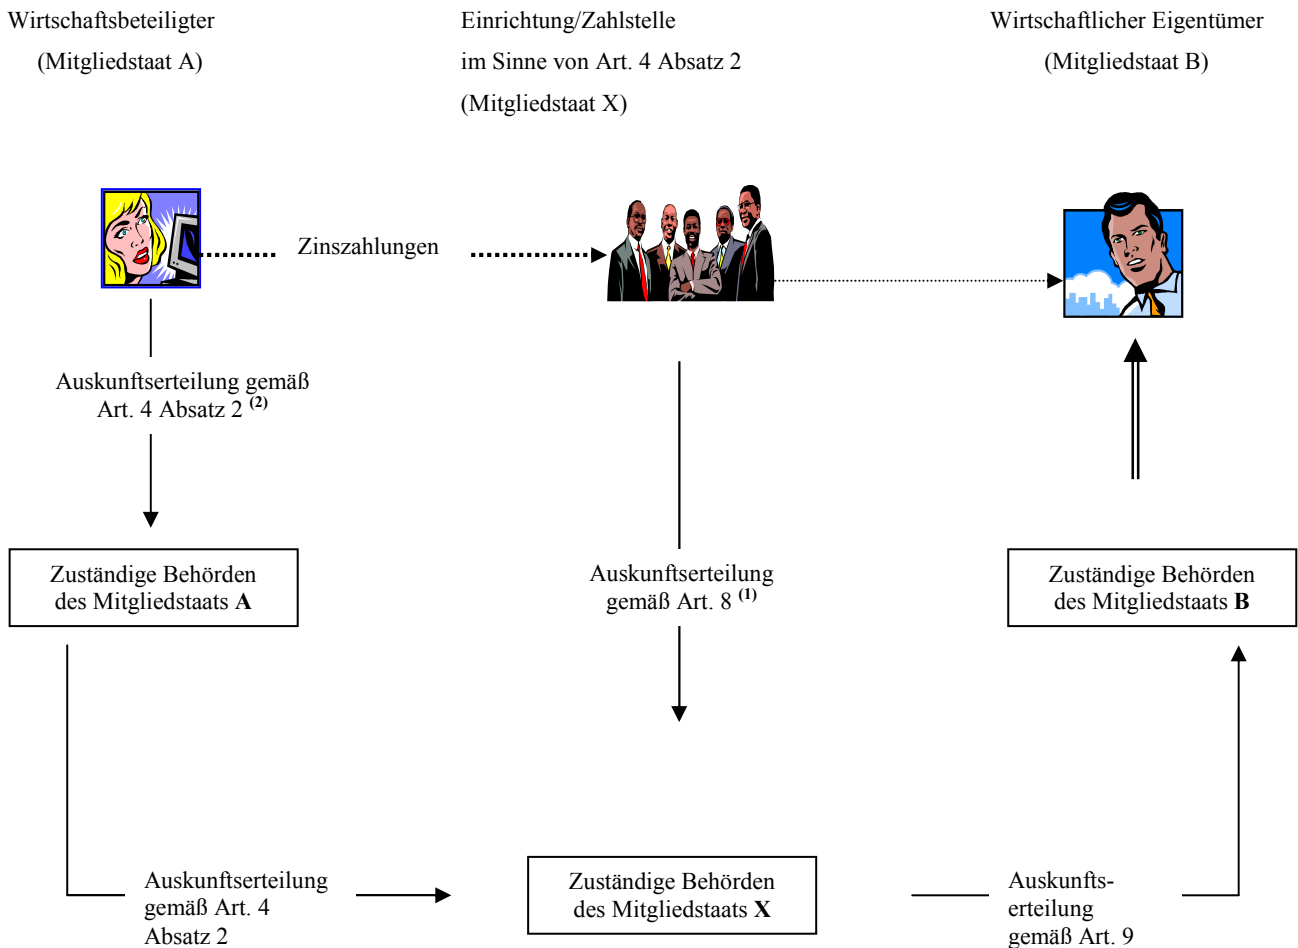 Wirtschaftsbeteiligter
(Mitgliedstaat A)
Einrichtung/Zahlstelle
im Sinne von Art. 4 Absatz 2
(Mitgliedstaat X)
Wirtschaftlicher Eigentümer
(Mitgliedstaat B)
Zinszahlungen
Auskunftserteilung gemäß
Art. 4 Absatz 2 (2)
Zuständige Behörden
des Mitgliedstaats A
Auskunftserteilung
gemäß Art. 8 (1)
Zuständige Behörden
des Mitgliedstaats B
Auskunftserteilung
gemäß Art. 4
Absatz 2
Zuständige Behörden
des Mitgliedstaats X
Auskunfts-
erteilung
gemäß Art. 9